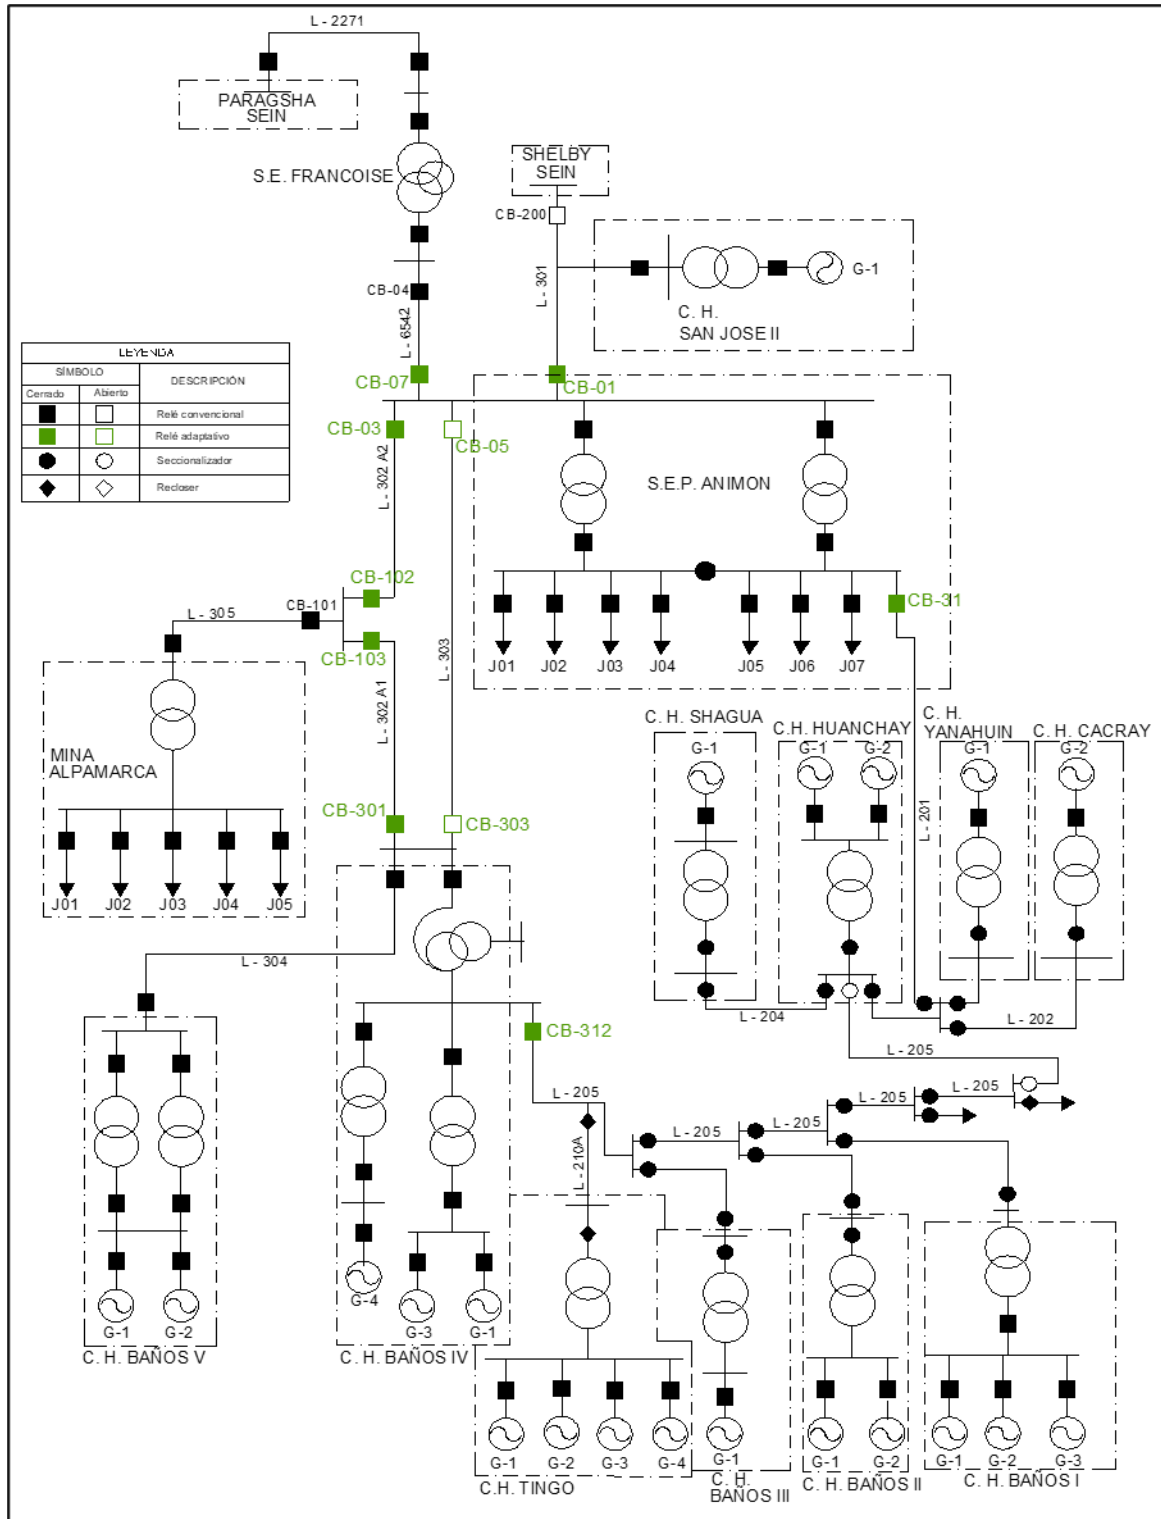 L - 2271
PARAGSHA
SEIN
S.E. FRANCOISE
SHELBY
SEIN
CB-200
L - 301
G-1
C. H.
SAN JOSE II
CB-04
L - 6542
CB-07
CB-01
LEYENDA
SÍMBOLO
DESCRIPCIÓN
Cerrado
Abierto
Relé convencional
Relé adaptativo
Seccionalizador
Recloser
CB-03
CB-05
L - 302 A2
S.E.P. ANIMON
CB-102
CB-101
L - 305
CB-103
CB-31
L - 303
L - 302 A1
J01
J02
J03
J04
J05
J06
J07
MINA
ALPAMARCA
J01
J02
J03
J04
J05
C. H. SHAGUA
G-1
C.H. HUANCHAY
G-1
G-2
C. H.
YANAHUIN
G-1
C. H. CACRAY
G-2
L - 201
CB-301
CB-303
L - 304
L - 204
L - 202
L - 205
CB-312
L - 205
L - 205
L - 205
L - 205
L - 205
L - 210A
G-4
G-3
G-1
C. H. BAÑOS IV
G-1
G-2
C. H. BAÑOS V
G-1
G-2
G-3
G-4
C.H. TINGO
G-1
C. H.
BAÑOS III
G-1
G-2
C. H. BAÑOS II
G-1
G-2
G-3
C. H. BAÑOS I